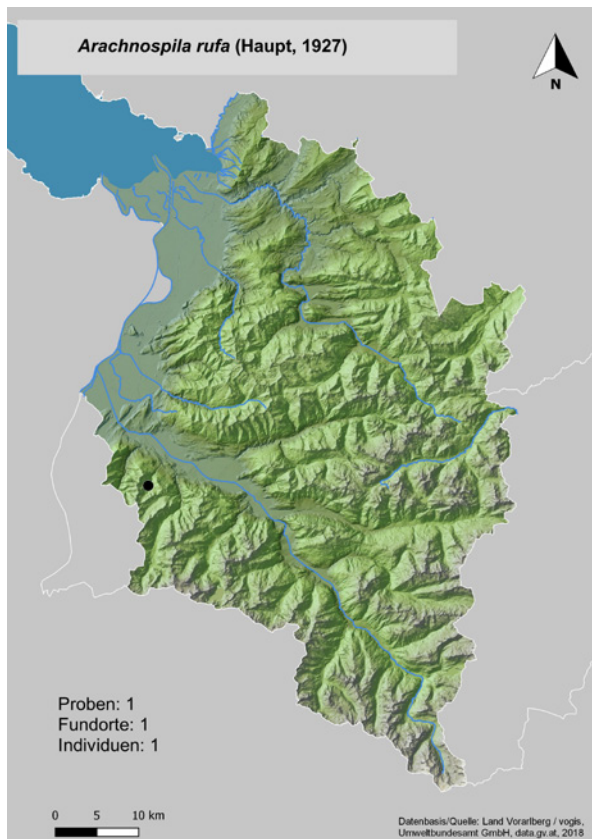 Arachnospila rufa (Haupt, 1927)
N
Proben: 1
Fundorte: 1
Individuen: 1
0 5 10 km
Datenbasis/Quelle: Land Vorarlberg / vogis,
Umweltbundesamt GmbH, data.gv.at, 2018